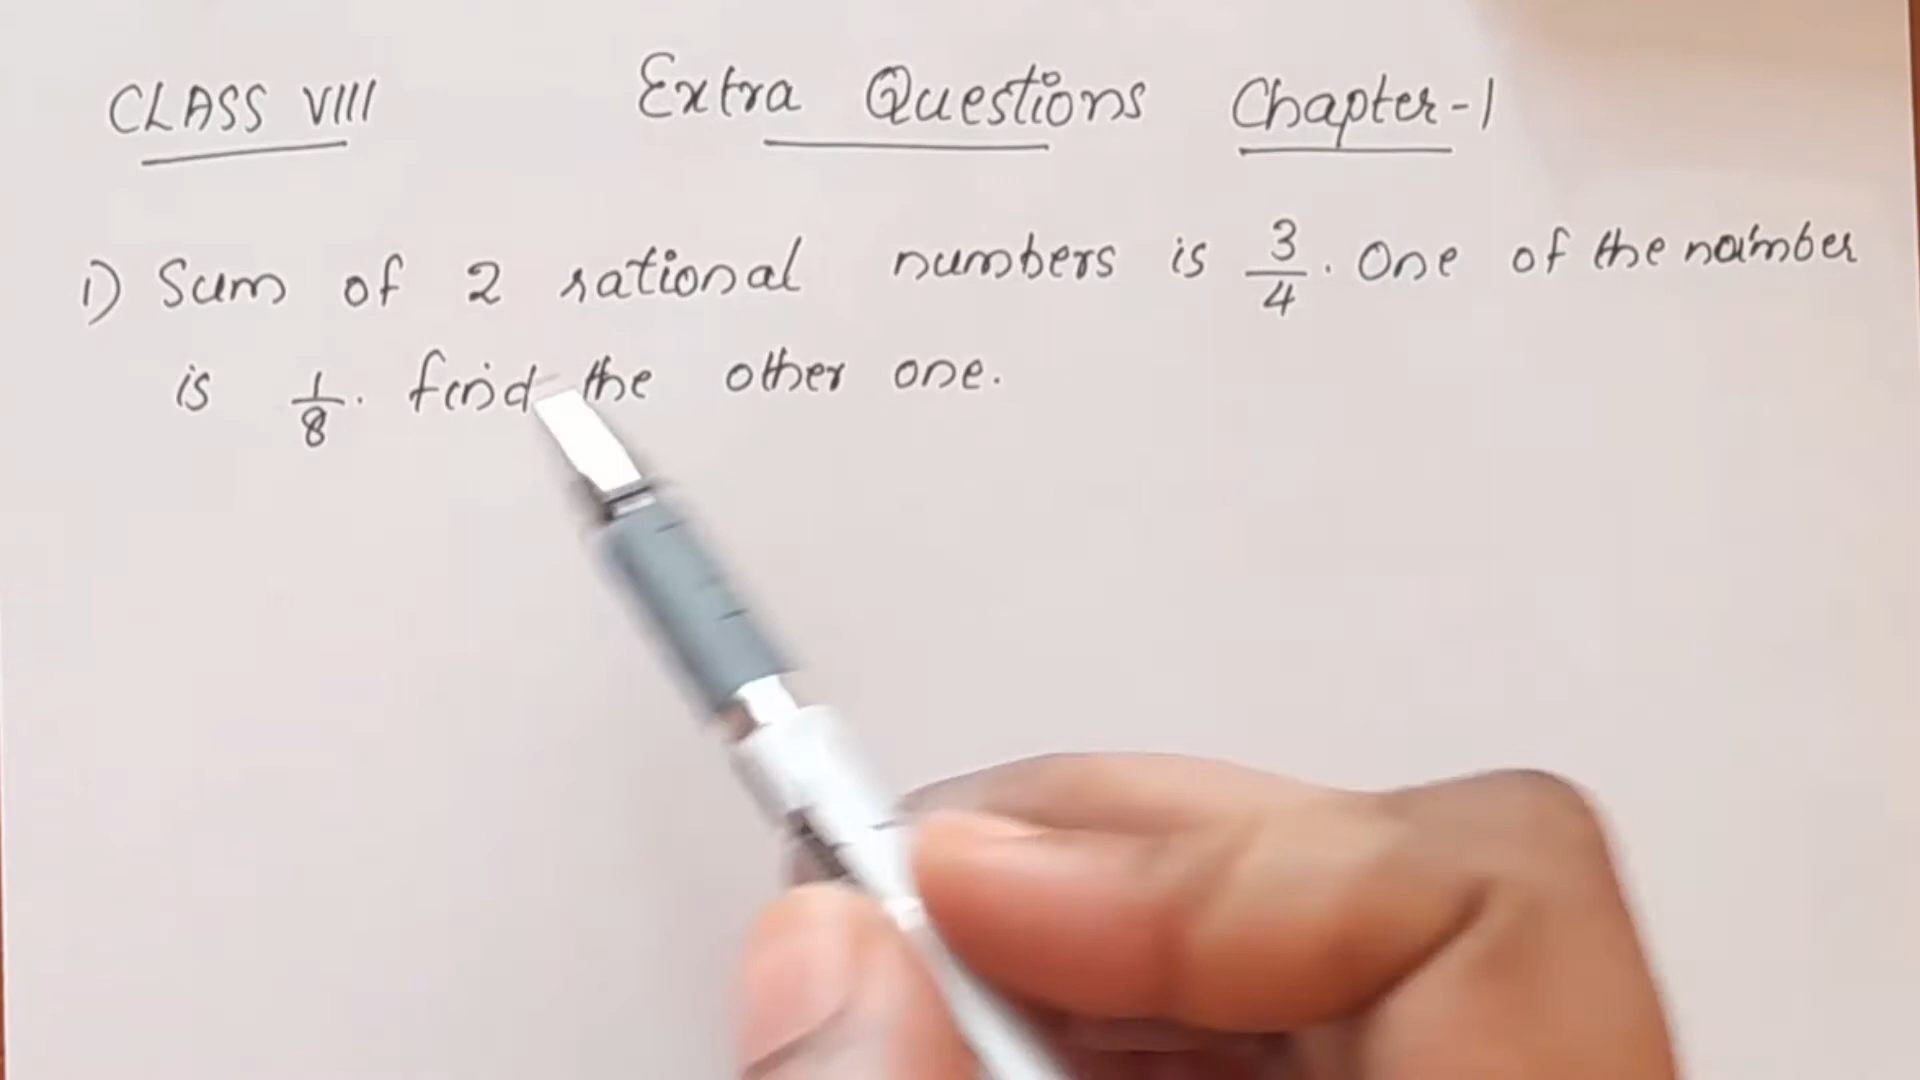 CLASS VIII Extra Questions Chapter-1
1) Sum of 2 rational numbers is 3/4. One of the number
is 1/8. find the other one.